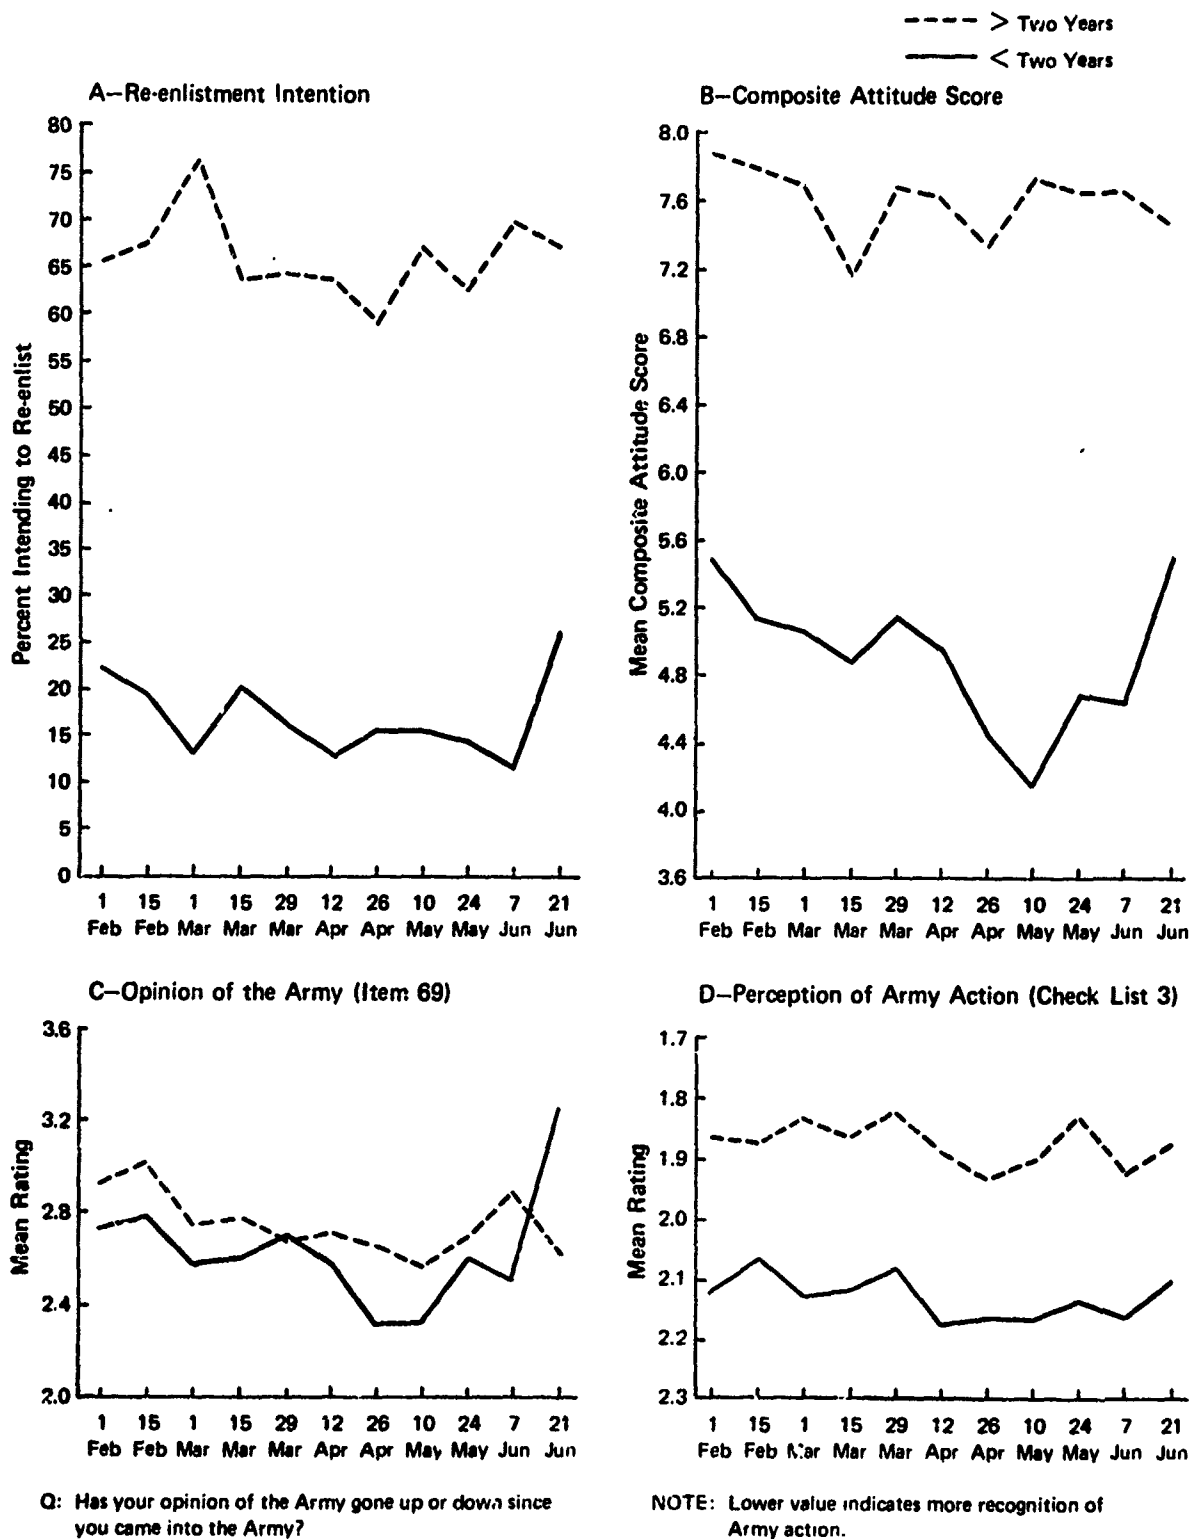 > Two Years
< Two Years
A—Re-enlistment Intention
80
75
70
65
60
55
50
45
40
35
30
25
20
15
10
5
0
Percent Intending to Re-enlist
1 15 1 15 29 12 26 10 24 7 21
Feb Feb Mar Mar Mar Apr Apr May May Jun Jun
B—Composite Attitude Score
8.0
7.6
7.2
6.8
6.4
6.0
5.6
5.2
4.8
4.4
4.0
3.6
Mean Composite Attitude Score
1 15 1 15 29 12 26 10 24 7 21
Feb Feb Mar Mar Mar Apr Apr May May Jun Jun
C—Opinion of the Army (Item 69)
3.6
3.2
2.8
2.4
2.0
Mean Rating
1 15 1 15 29 12 26 10 24 7 21
Feb Feb Mar Mar Mar Apr Apr May May Jun Jun
Q: Has your opinion of the Army gone up or down since
you came into the Army?
D—Perception of Army Action (Check List 3)
1.7
1.8
1.9
2.0
2.1
2.2
2.3
Mean Rating
1 15 1 15 29 12 26 10 24 7 21
Feb Feb Mar Mar Mar Apr Apr May May Jun Jun
NOTE: Lower value indicates more recognition of
Army action.